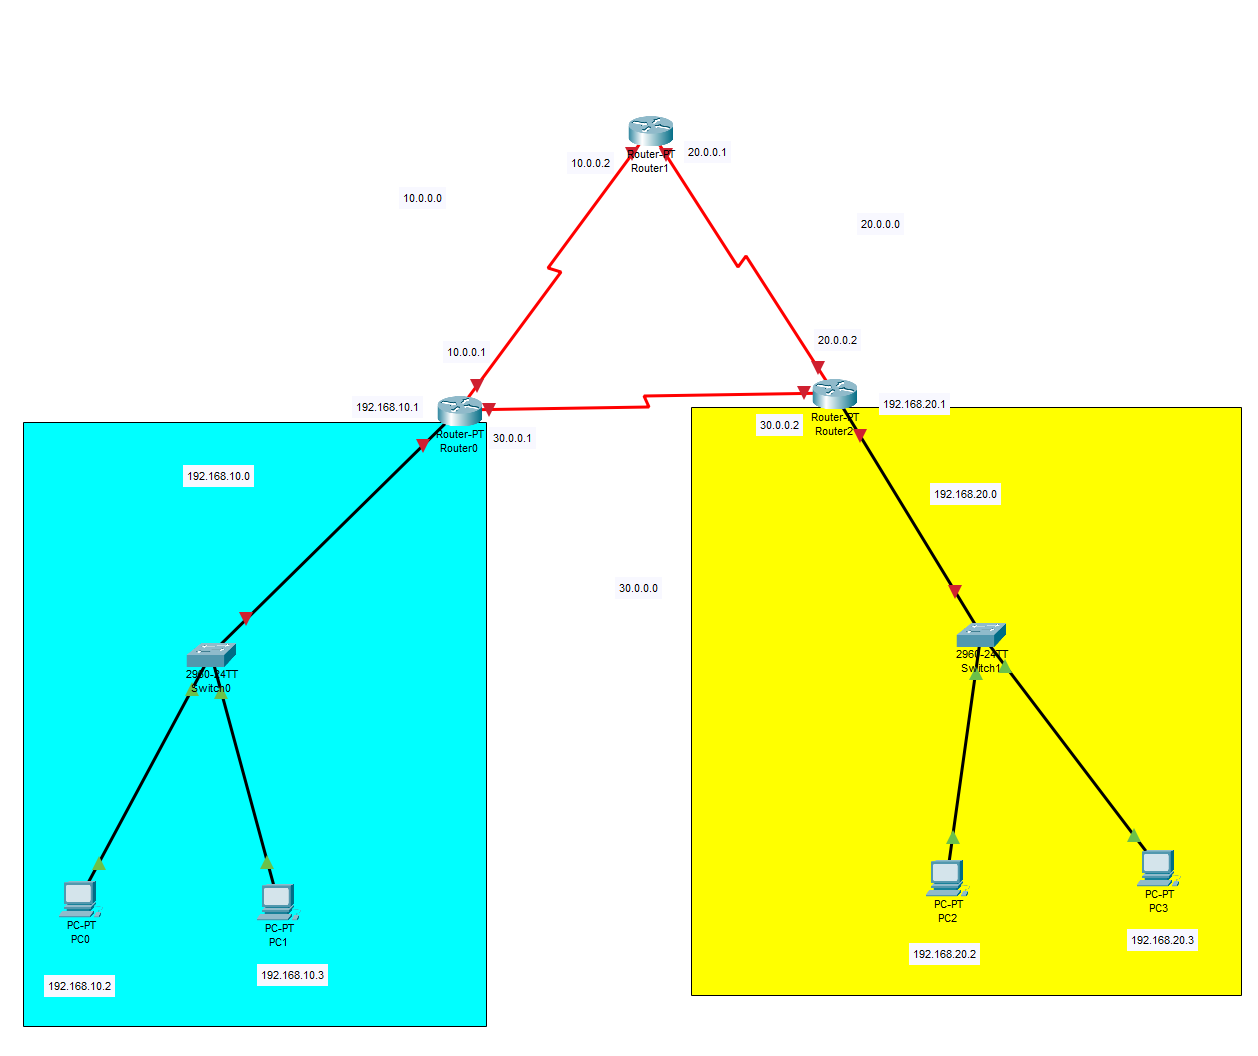 Router-PT
Router1
10.0.0.2
20.0.0.1
10.0.0.0
20.0.0.0
20.0.0.2
10.0.0.1
192.168.10.1
Router-PT
Router0
30.0.0.1
192.168.20.1
Router-PT
Router2
30.0.0.2
192.168.10.0
192.168.20.0
30.0.0.0
2960-24TT
Switch0
2960-24TT
Switch1
PC-PT
PC0
PC-PT
PC1
PC-PT
PC2
PC-PT
PC3
192.168.10.2
192.168.10.3
192.168.20.2
192.168.20.3